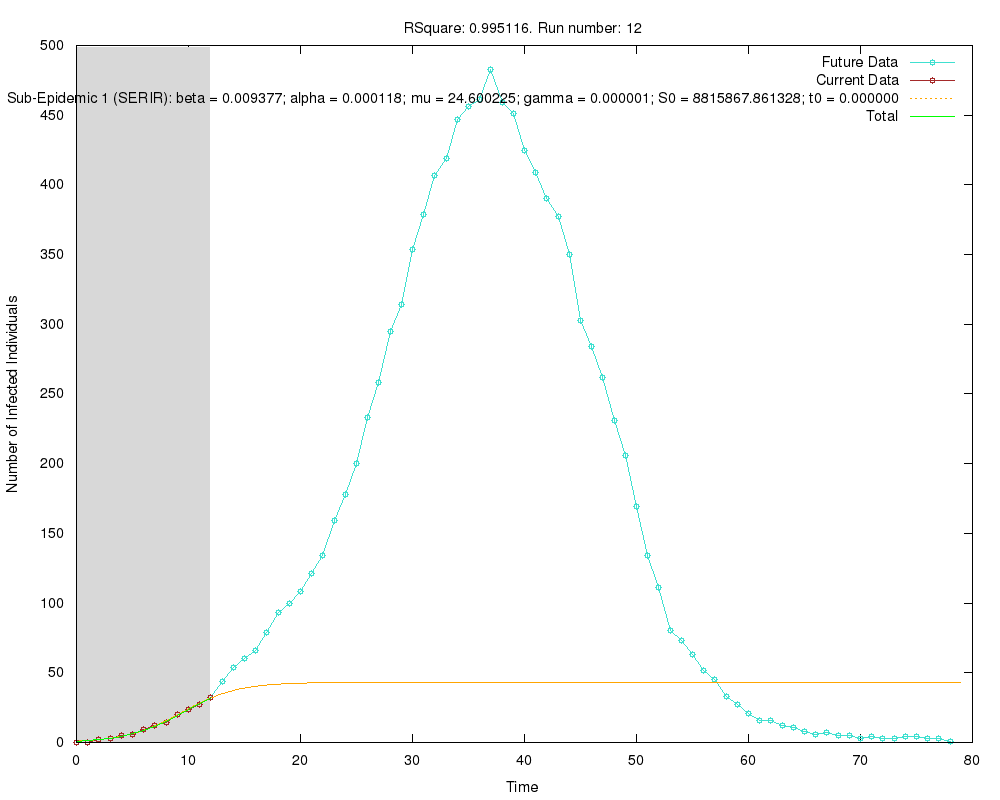 RSquare: 0.995116. Run number: 12
500
450
400
350
300
250
200
150
100
50
0
Future Data
Current Data
Sub-Epidemic 1 (SERIR): beta = 0.009377; alpha = 0.000118; mu = 24.600225; gamma = 0.000001; S0 = 8815867.861328; t0 = 0.000000
Total
Number of Infected Individuals
0 10 20 30 40 50 60 70 80
Time